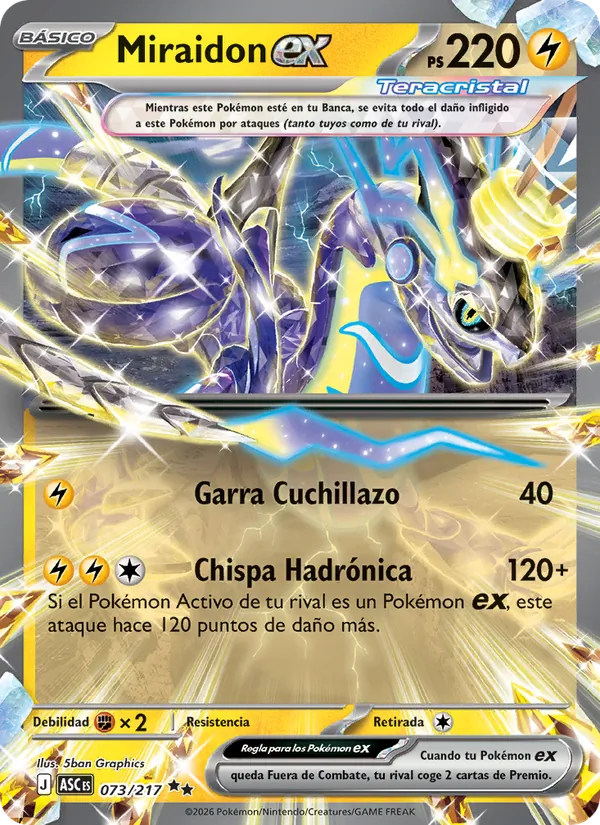 BÁSICO
Miraidon ex
PS 220
Teracristal
Mientras este Pokémon esté en tu Banca, se evita todo el daño infligido
a este Pokémon por ataques (tanto tuyos como de tu rival).
Garra Cuchillazo 40
Chispa Hadrónica 120+
Si el Pokémon Activo de tu rival es un Pokémon ex, este
ataque hace 120 puntos de daño más.
Debilidad ×2 Resistencia Retirada
Ilus. 5ban Graphics
Regla para los Pokémon ex
Cuando tu Pokémon ex
queda Fuera de Combate, tu rival coge 2 cartas de Premio.
J ASC ES 073/217
©2026 Pokémon/Nintendo/Creatures/GAME FREAK